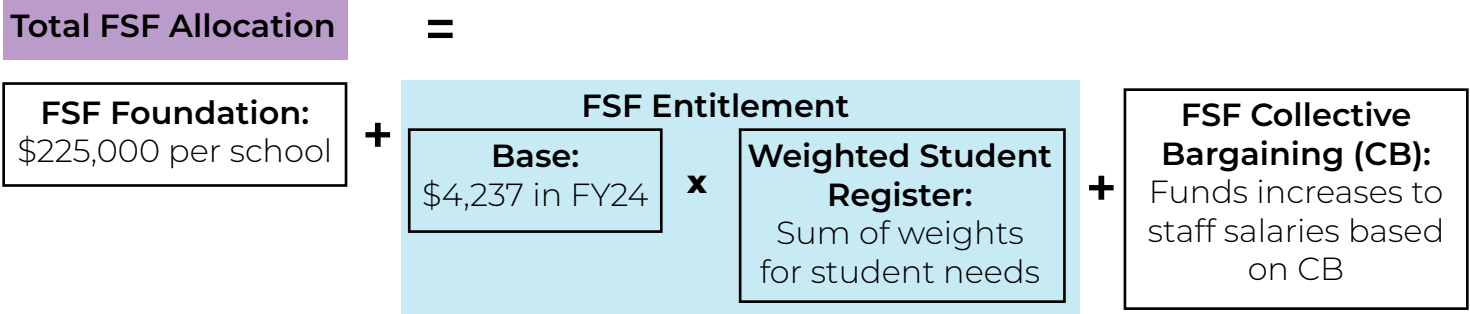 Total FSF Allocation =
FSF Foundation:
$225,000 per school
+
FSF Entitlement
Base:
$4,237 in FY24
x
Weighted Student
Register:
Sum of weights
for student needs
+
FSF Collective
Bargaining (CB):
Funds increases to
staff salaries based
on CB